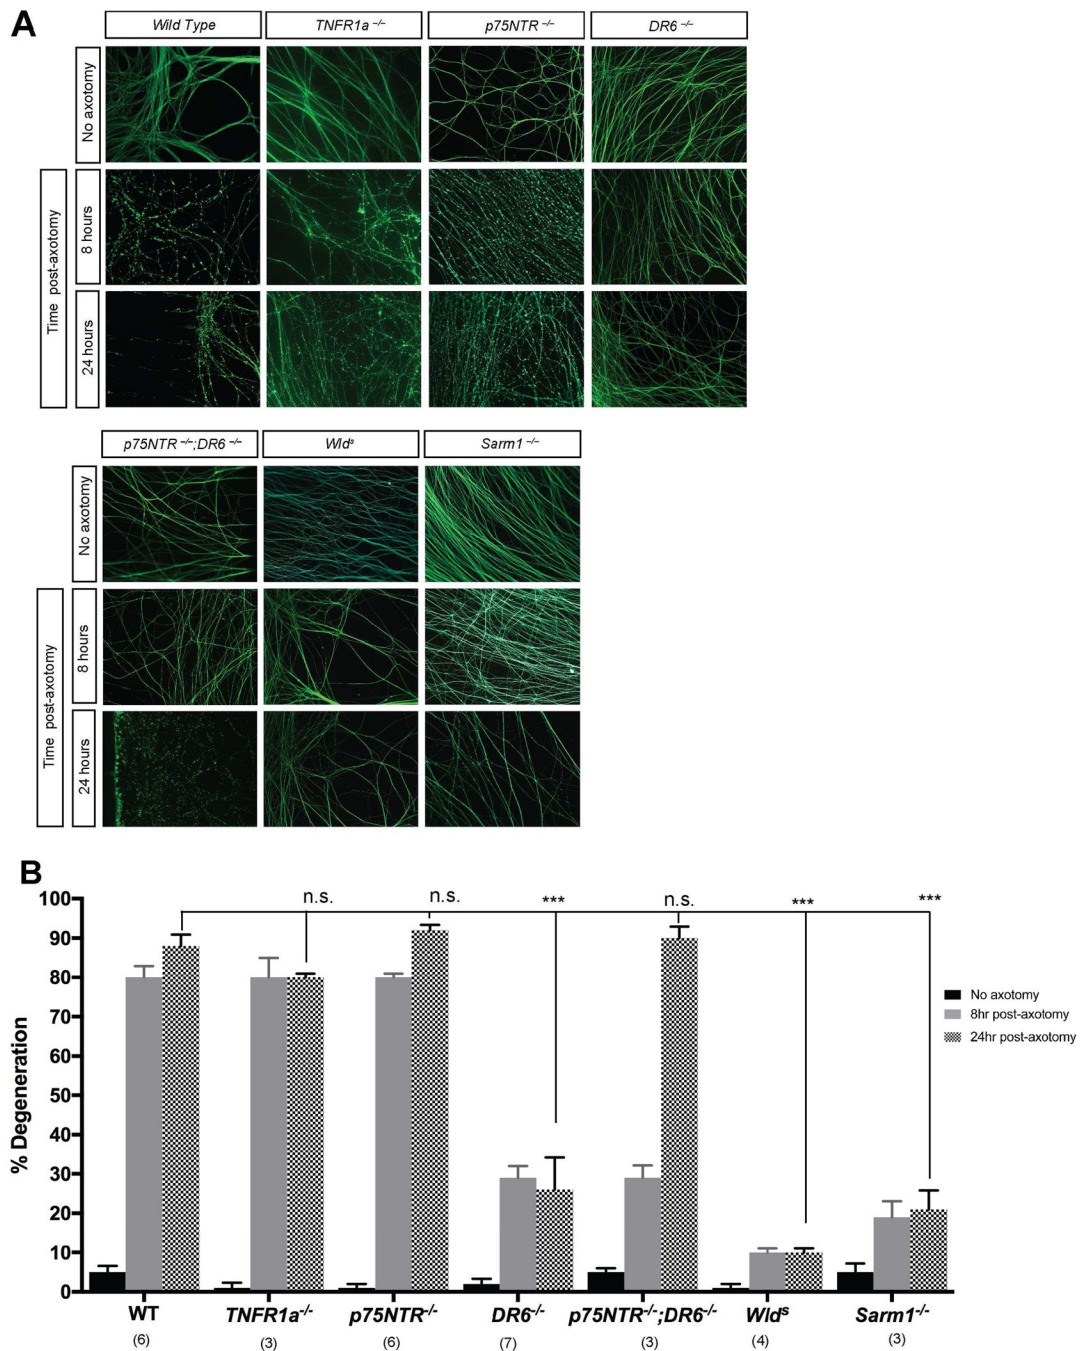 A
Wild Type
TNFR1a −/−
p75NTR −/−
DR6 −/−
No axotomy
Time post-axotomy
8 hours
24 hours
p75NTR −/−;DR6 −/−
Wldˢ
Sarm1 −/−
No axotomy
Time post-axotomy
8 hours
24 hours
B
% Degeneration
100
90
80
70
60
50
40
30
20
10
0
n.s.
n.s.
***
n.s.
***
***
No axotomy
8hr post-axotomy
24hr post-axotomy
WT
TNFR1a-/-
p75NTR-/-
DR6-/-
p75NTR-/-;DR6-/-
Wldˢ
Sarm1-/-
(6)
(3)
(6)
(7)
(3)
(4)
(3)